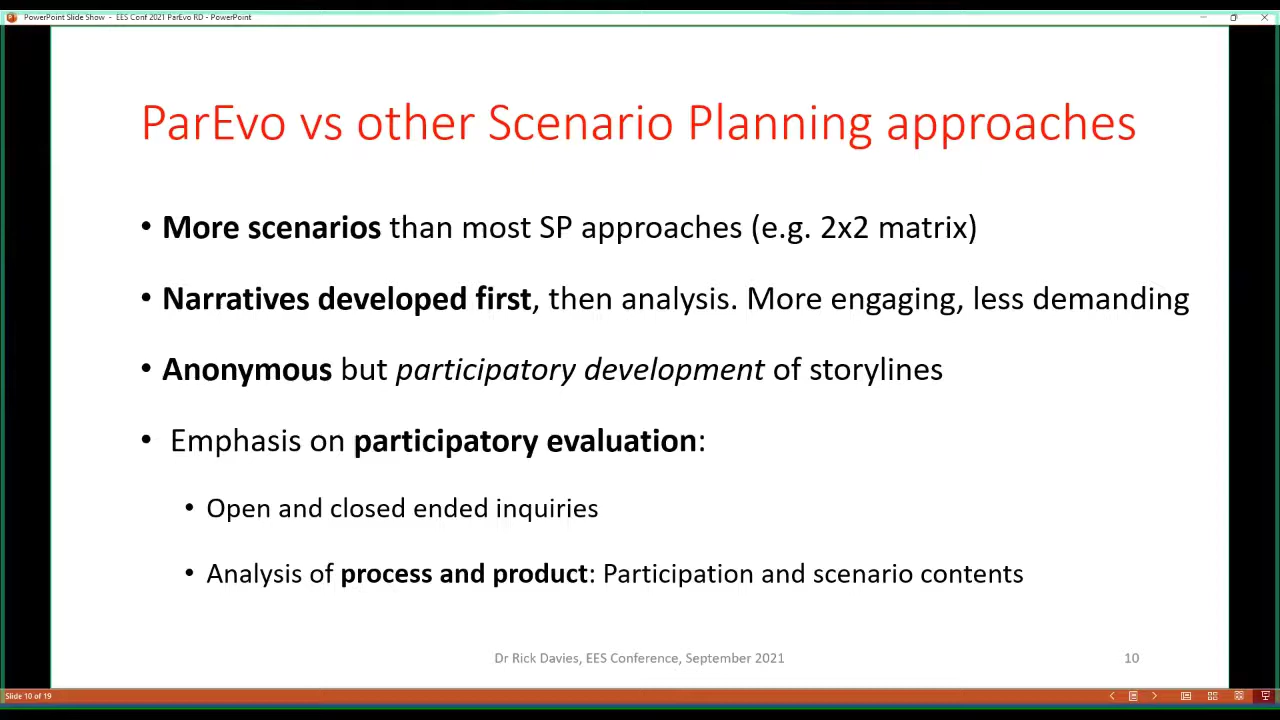 PowerPoint Slide Show - EES Conf 2021 ParEvo RD - PowerPoint
ParEvo vs other Scenario Planning approaches
• More scenarios than most SP approaches (e.g. 2x2 matrix)
• Narratives developed first, then analysis. More engaging, less demanding
• Anonymous but participatory development of storylines
• Emphasis on participatory evaluation:
• Open and closed ended inquiries
• Analysis of process and product: Participation and scenario contents
Dr Rick Davies, EES Conference, September 2021
10
Slide 10 of 19